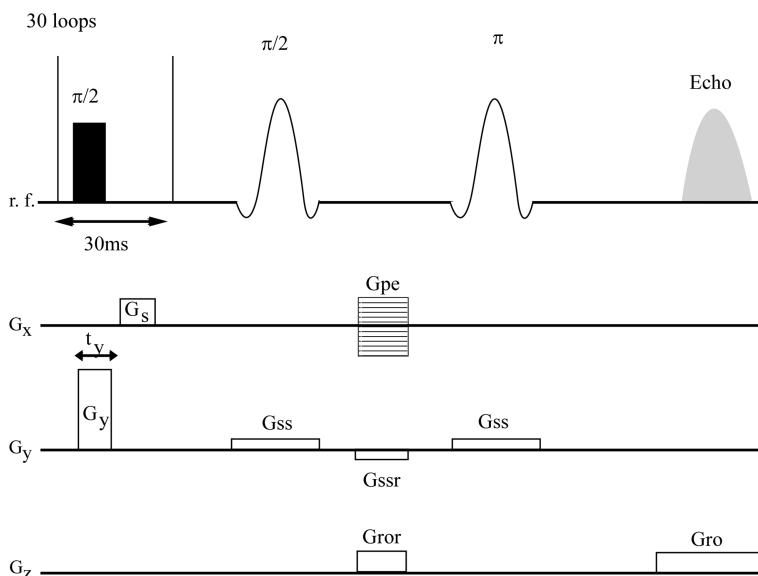 30 loops
π/2
π/2
π
Echo
r. f.
30ms
Gpe
Gs
Gx
ty
Gy
Gss
Gss
Gy
Gssr
Gror
Gro
Gz